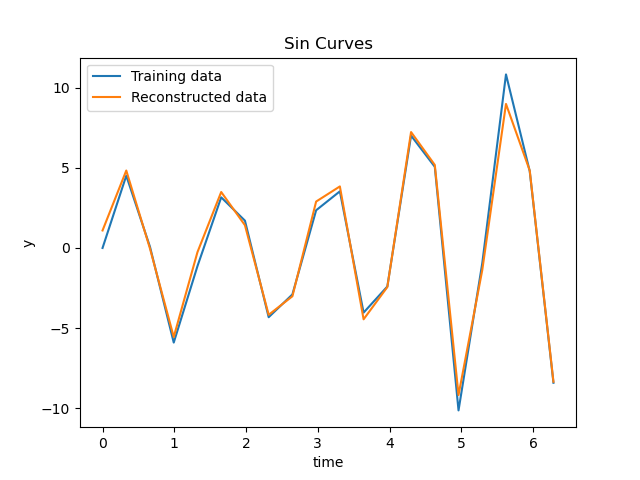 Sin Curves
Training data
Reconstructed data
10
5
0
−5
−10
y
0 1 2 3 4 5 6
time